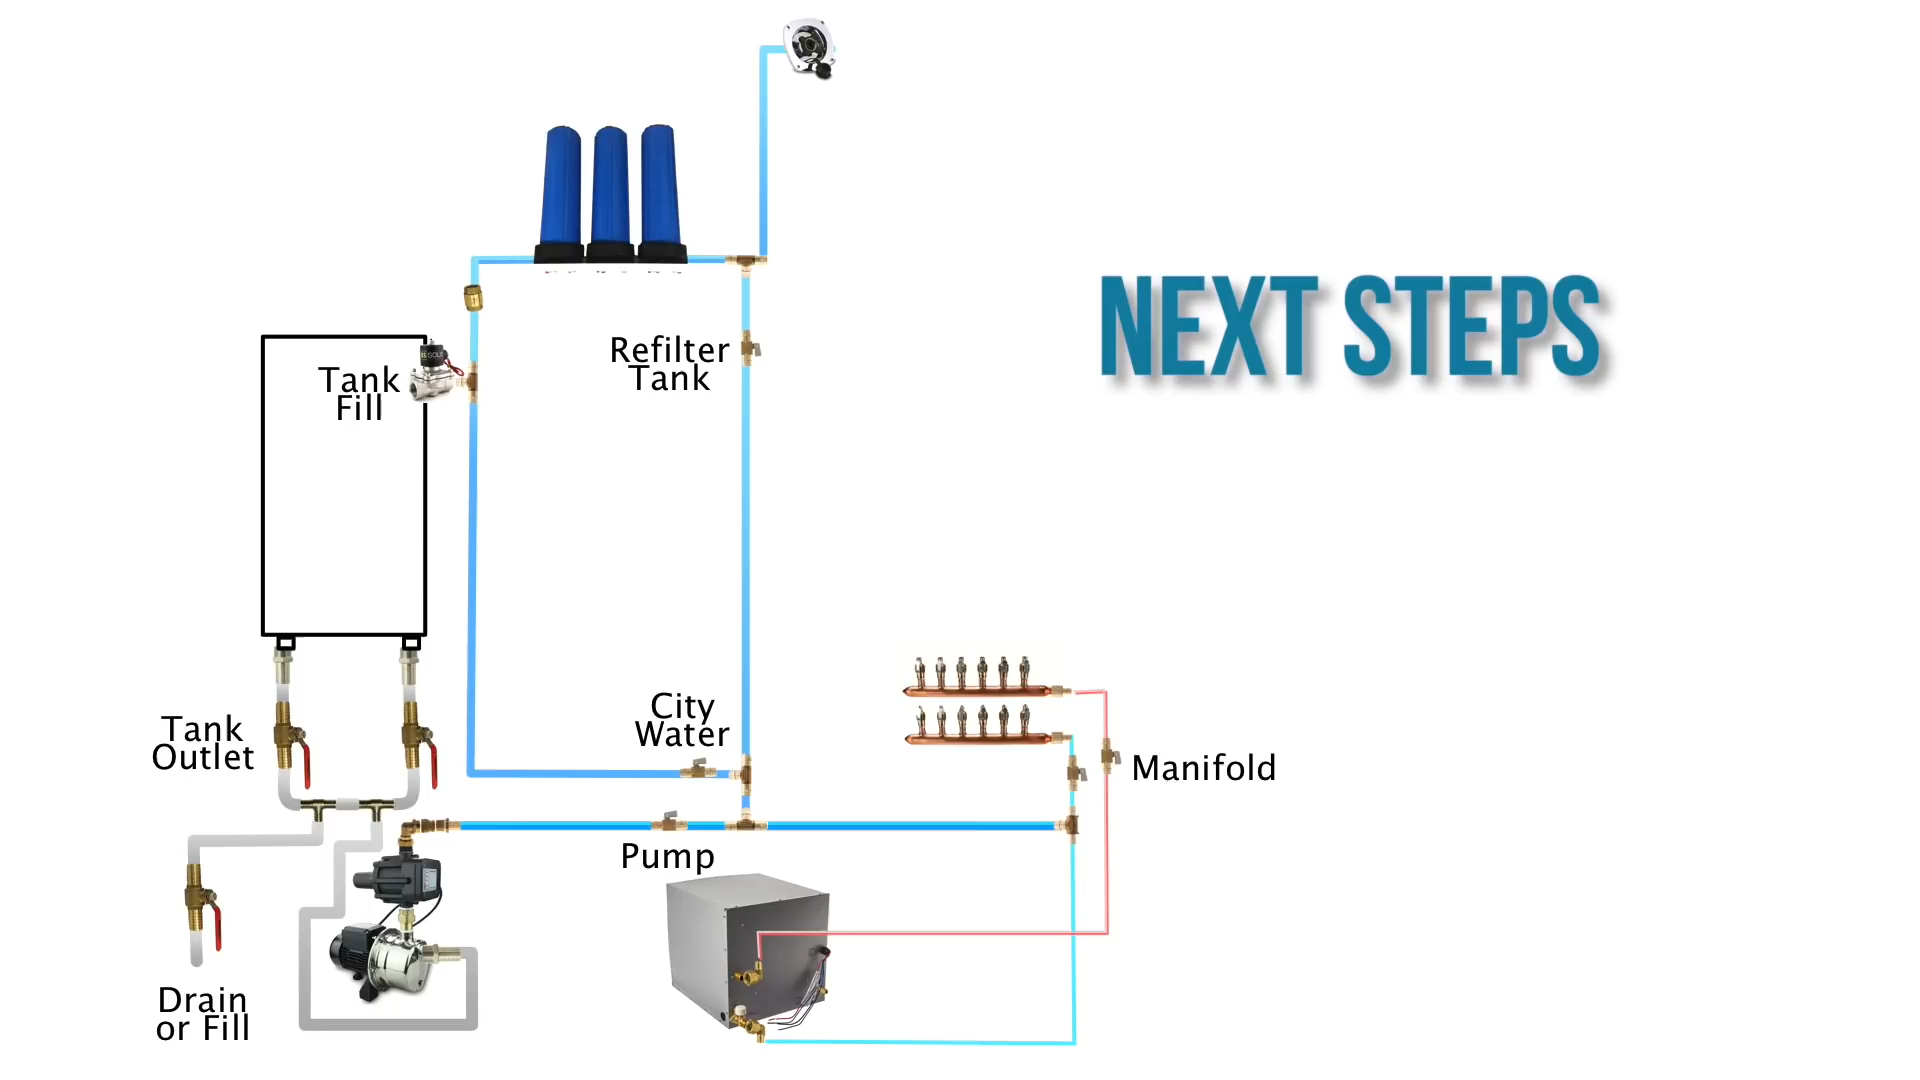 NEXT STEPS
Refilter
Tank
Tank
Fill
City
Water
Tank
Outlet
Manifold
Pump
Drain
or Fill